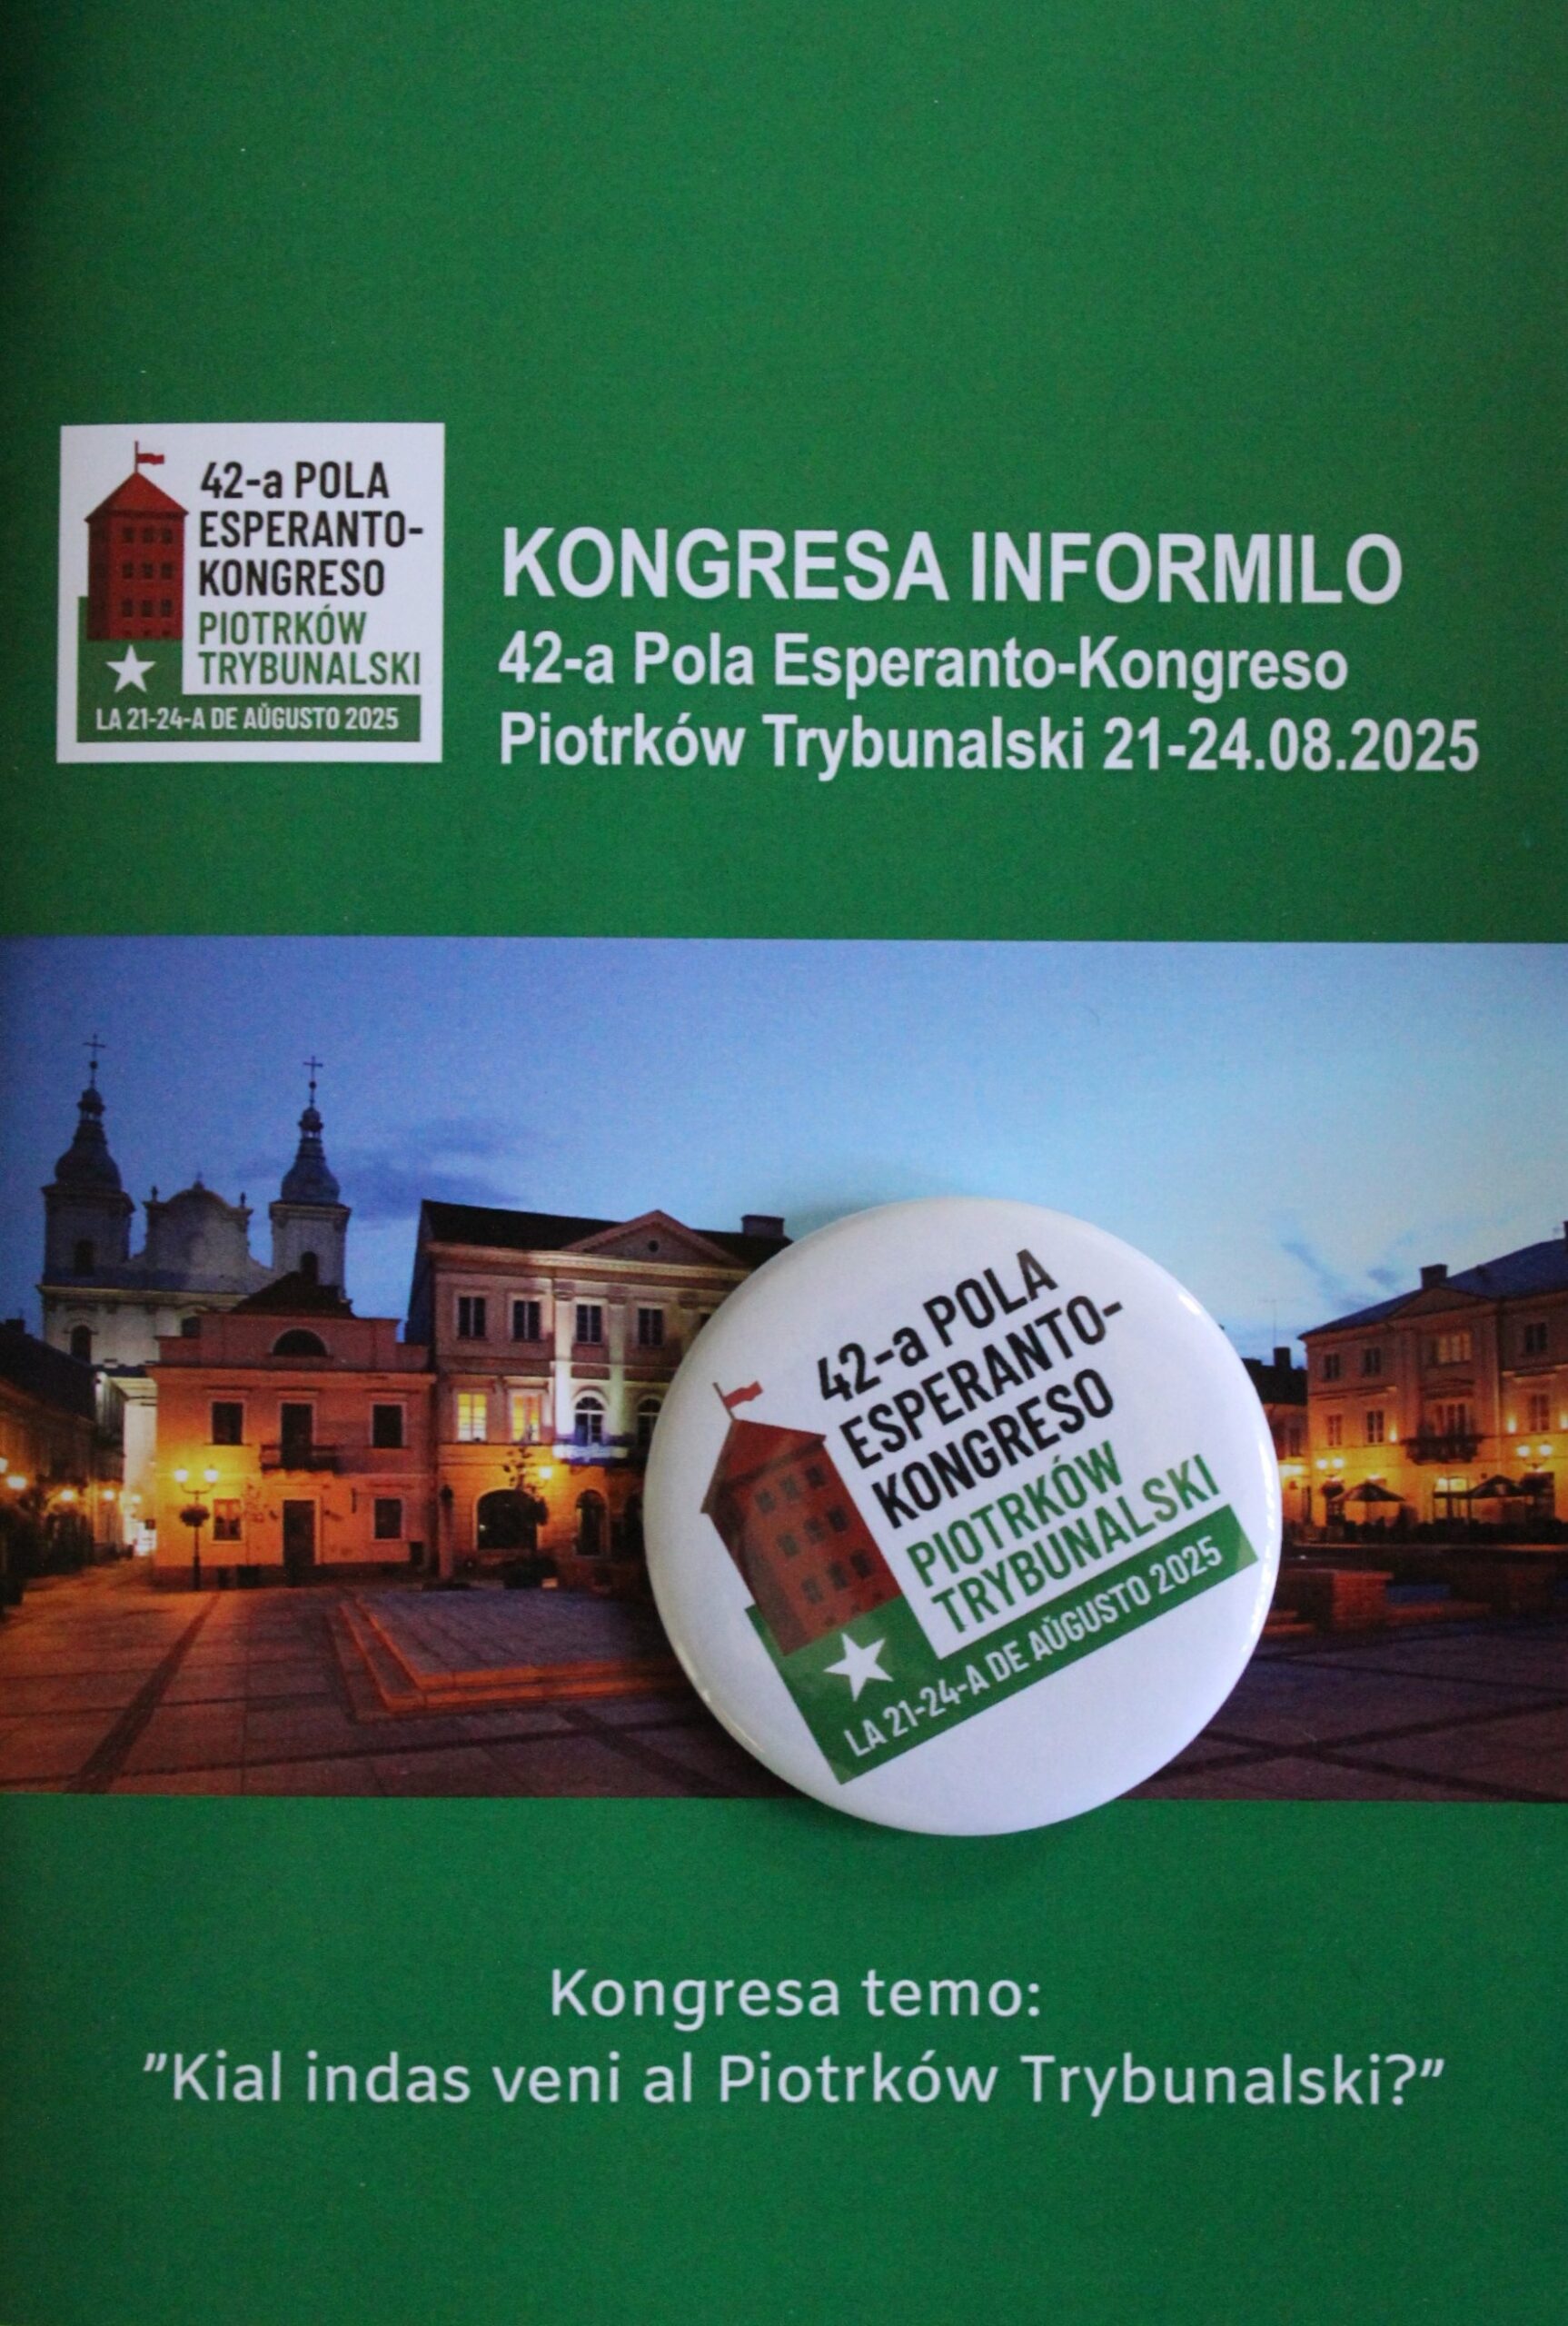 42-a POLA
ESPERANTO-
KONGRESO
PIOTRKÓW
TRYBUNALSKI
LA 21-24-A DE AŬGUSTO 2025
KONGRESA INFORMILO
42-a Pola Esperanto-Kongreso
Piotrków Trybunalski 21-24.08.2025
42-a POLA
ESPERANTO-
KONGRESO
PIOTRKÓW
TRYBUNALSKI
LA 21-24-A DE AŬGUSTO 2025
Kongresa temo:
”Kial indas veni al Piotrków Trybunalski?”